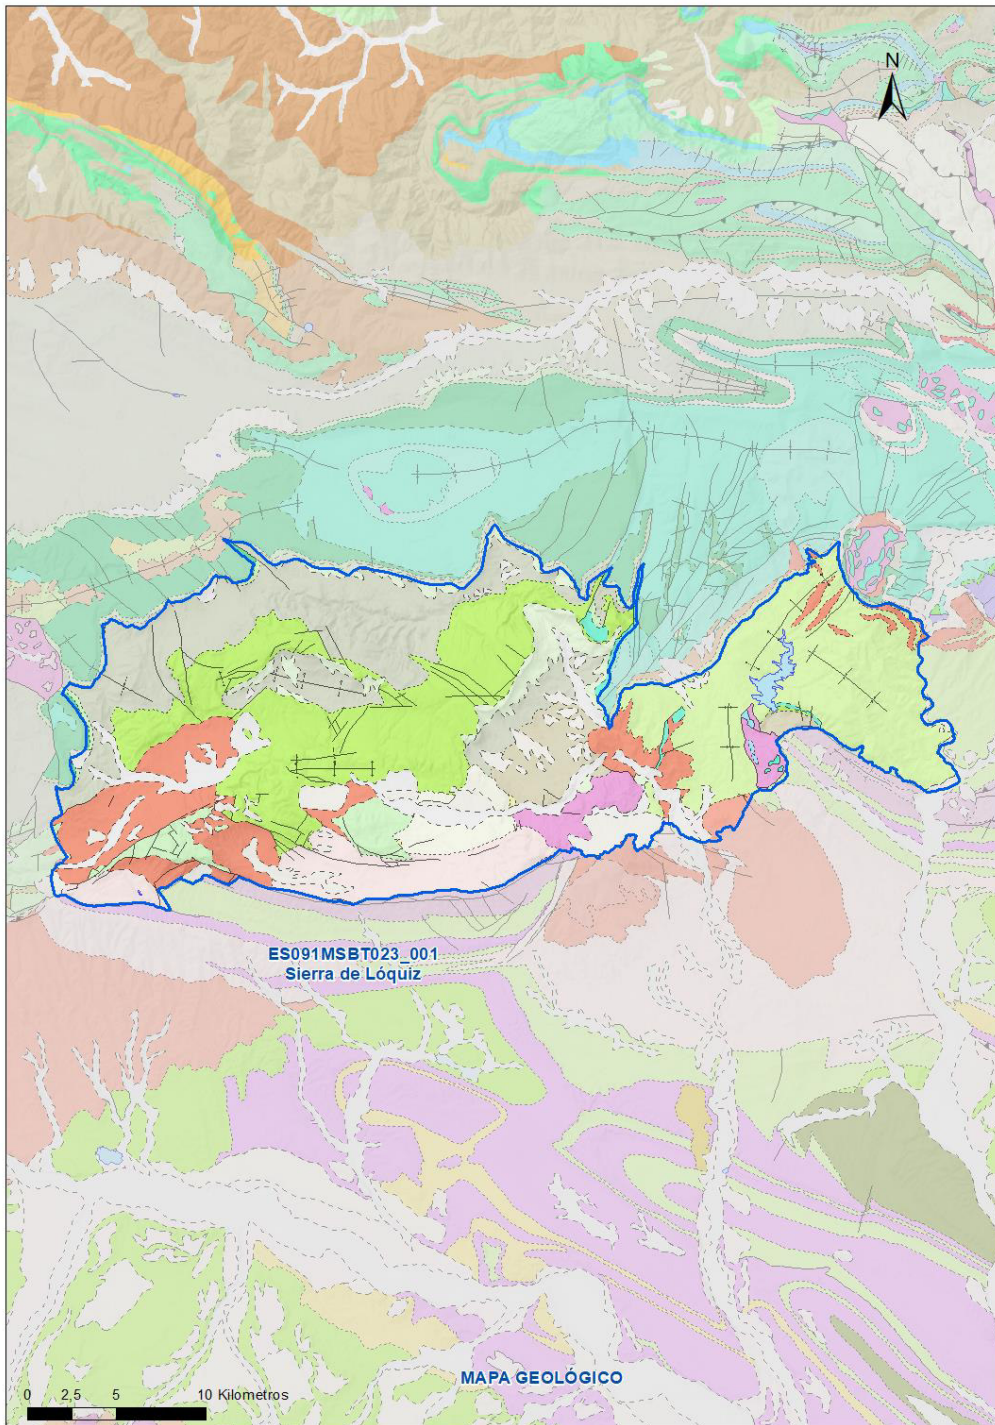 N
ES091MSBT023_001
Sierra de Lóquiz
MAPA GEOLÓGICO
0 2,5 5 10 Kilometros